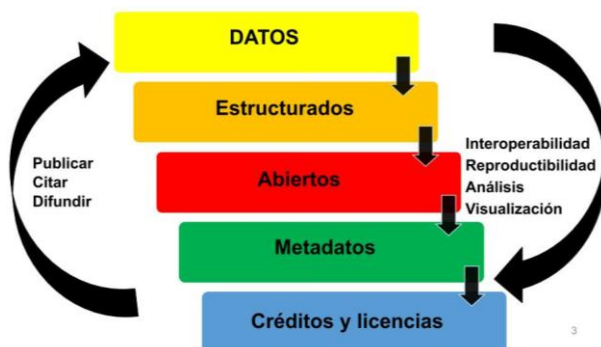 DATOS
Estructurados
Abiertos
Metadatos
Créditos y licencias
Publicar
Citar
Difundir
Interoperabilidad
Reproductibilidad
Análisis
Visualización
3